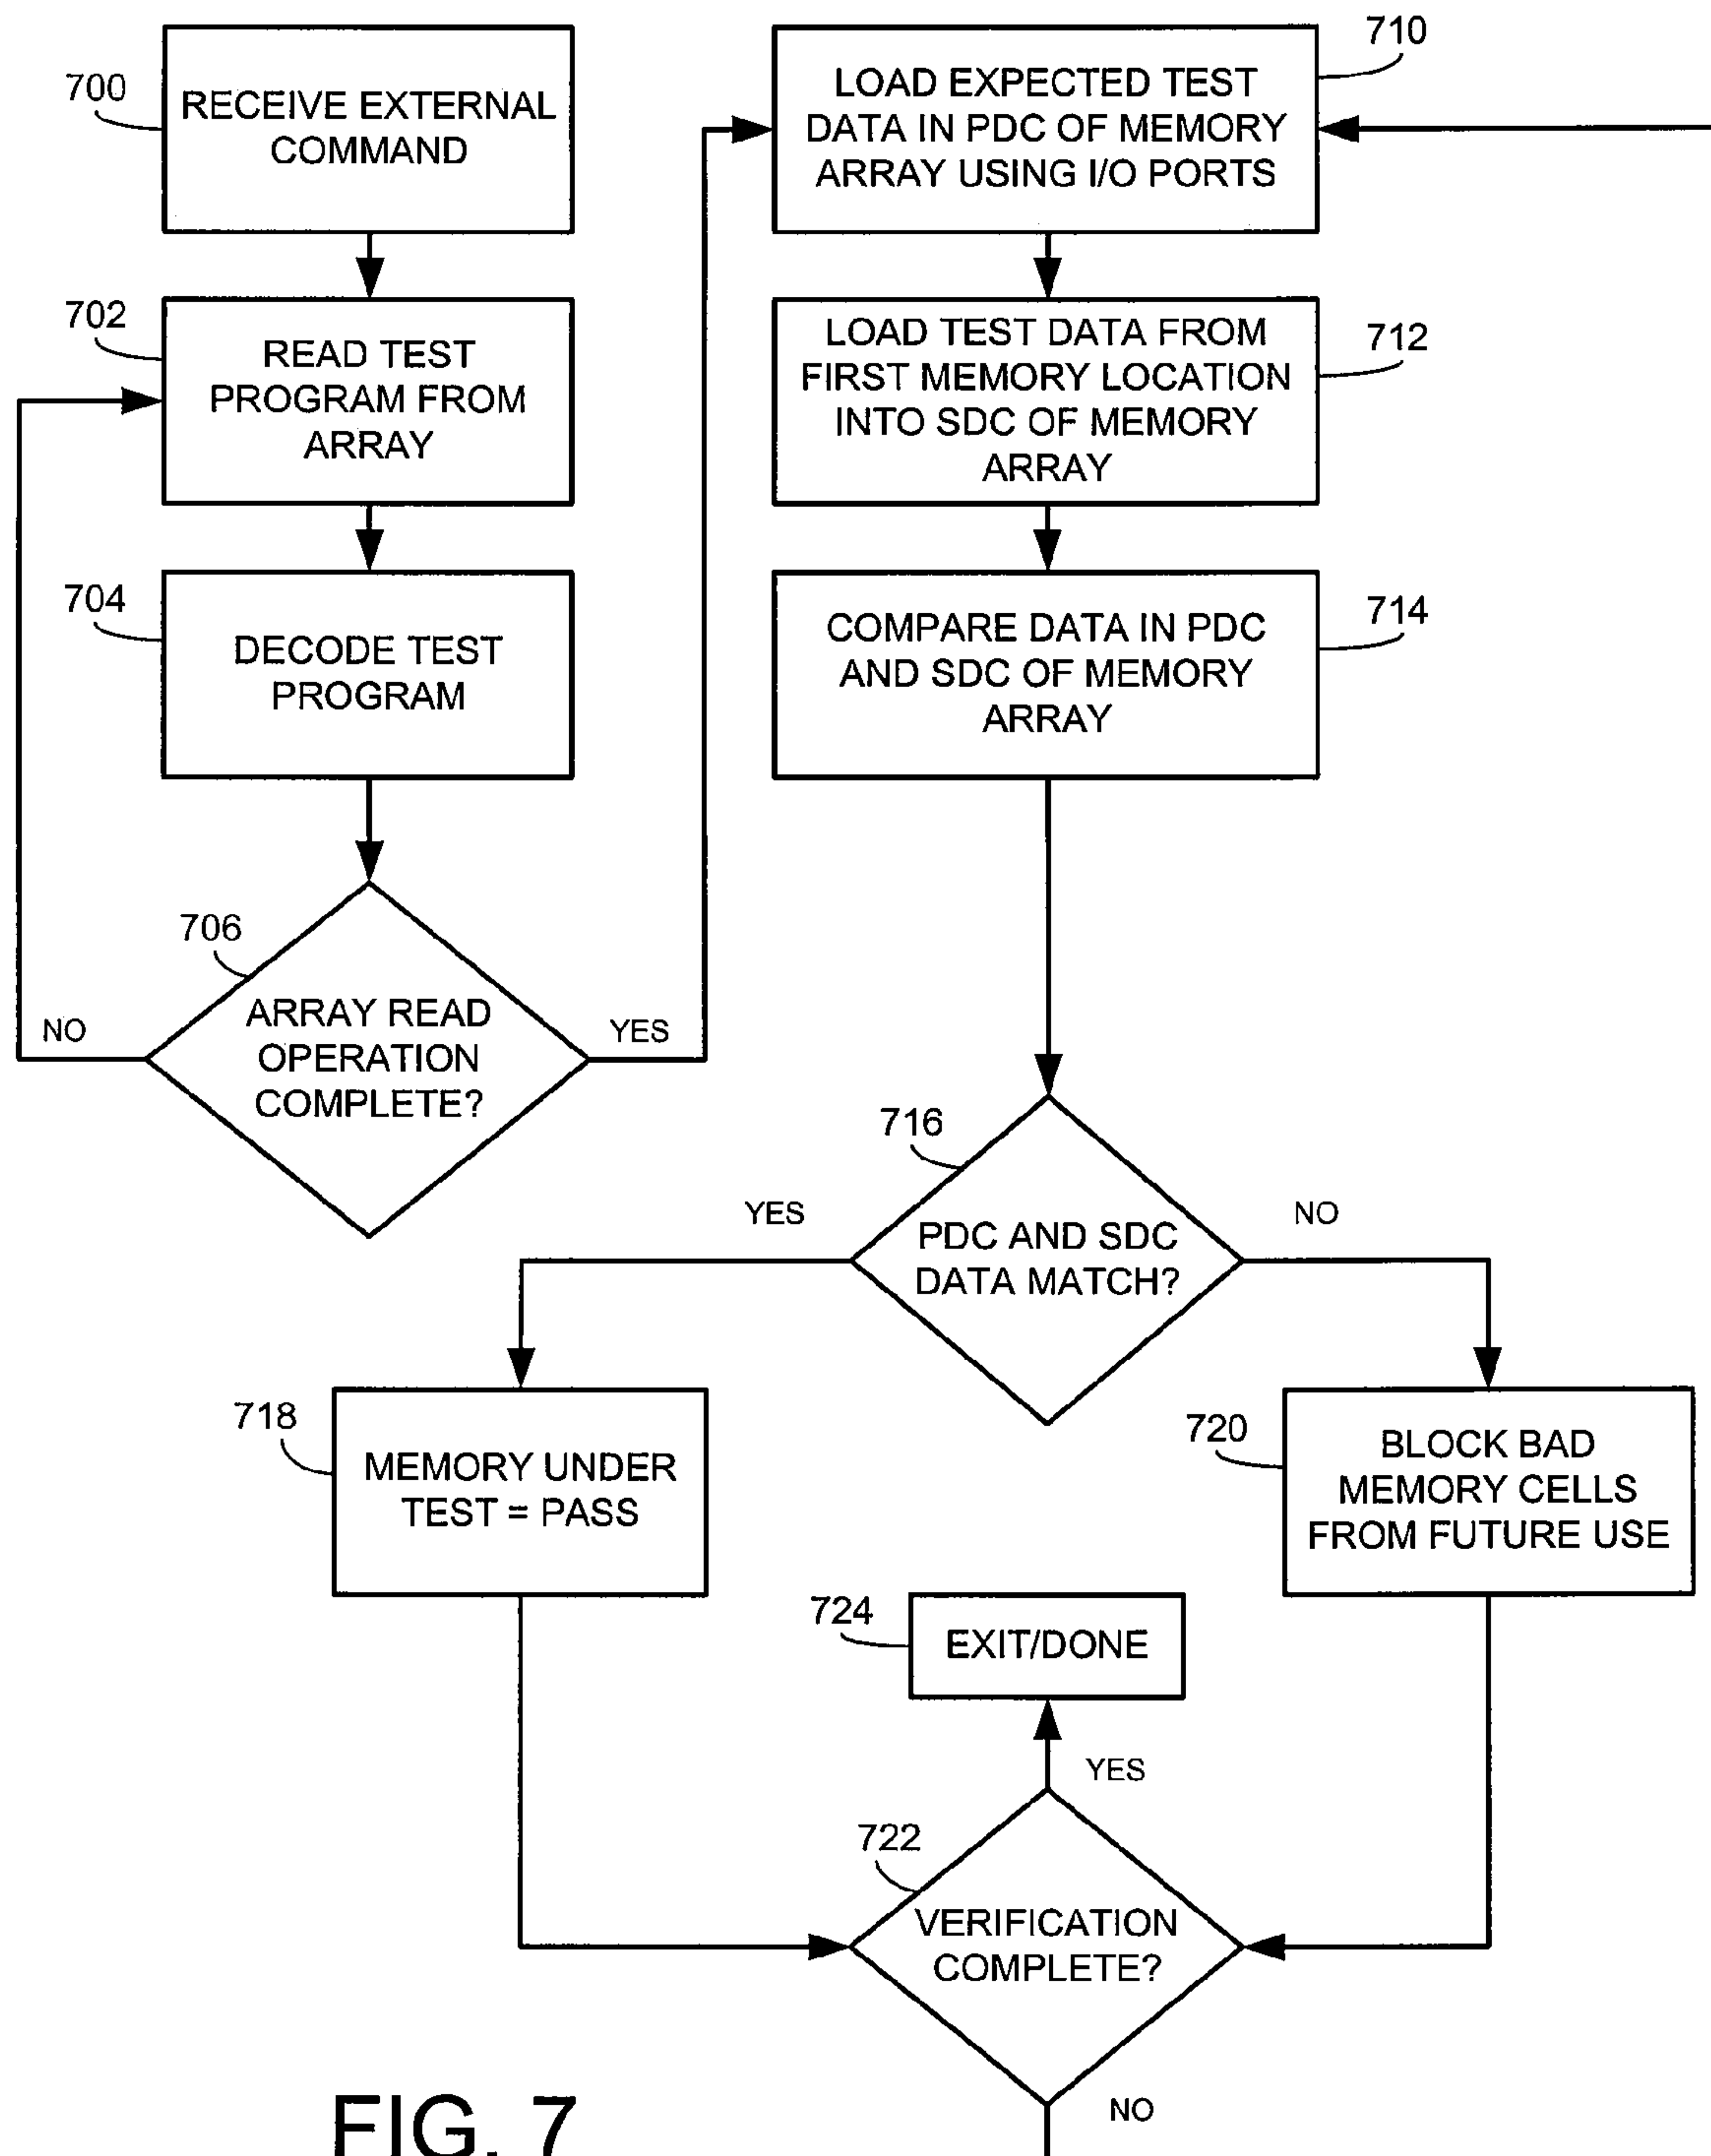 700
RECEIVE EXTERNAL
COMMAND
702
READ TEST
PROGRAM FROM
ARRAY
704
DECODE TEST
PROGRAM
706
ARRAY READ
OPERATION
COMPLETE?
NO
YES
710
LOAD EXPECTED TEST
DATA IN PDC OF MEMORY
ARRAY USING I/O PORTS
712
LOAD TEST DATA FROM
FIRST MEMORY LOCATION
INTO SDC OF MEMORY
ARRAY
714
COMPARE DATA IN PDC
AND SDC OF MEMORY
ARRAY
716
PDC AND SDC
DATA MATCH?
YES
NO
718
MEMORY UNDER
TEST = PASS
720
BLOCK BAD
MEMORY CELLS
FROM FUTURE USE
724
EXIT/DONE
YES
722
VERIFICATION
COMPLETE?
NO
FIG. 7